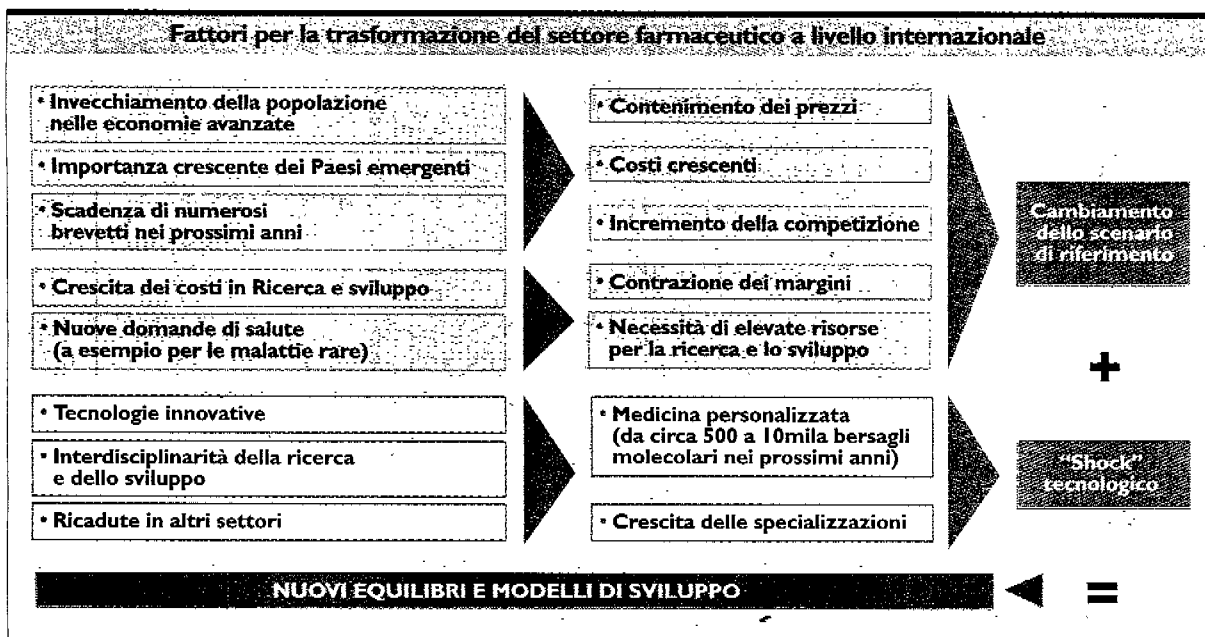 Fattori per la trasformazione del settore farmaceutico a livello internazionale
• Invecchiamento della popolazione
nelle economie avanzate
• Importanza crescente dei Paesi emergenti
• Scadenza di numerosi
brevetti nei prossimi anni
• Crescita dei costi in Ricerca e sviluppo
• Nuove domande di salute
(a esempio per le malattie rare)
• Tecnologie innovative
• Interdisciplinarità della ricerca
e dello sviluppo
• Ricadute in altri settori
• Contenimento dei prezzi
• Costi crescenti
• Incremento della competizione
• Contrazione dei margini
• Necessità di elevate risorse
per la ricerca e lo sviluppo
• Medicina personalizzata
(da circa 500 a 10mila bersagli
molecolari nei prossimi anni)
• Crescita delle specializzazioni
Cambiamento
dello scenario
di riferimento
+
“Shock”
tecnologico
=
NUOVI EQUILIBRI E MODELLI DI SVILUPPO